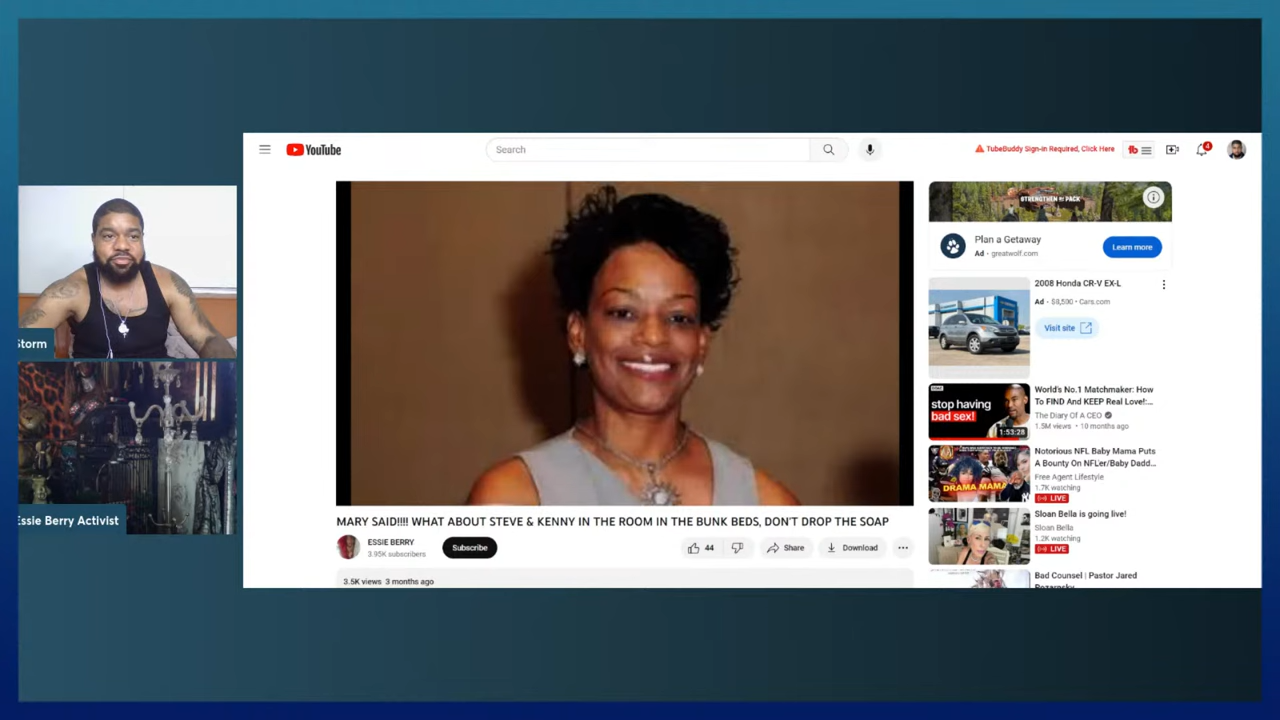 YouTube
Search
TubeBuddy Sign-in Required, Click Here
4
Storm
Essie Berry Activist
MARY SAID!!!! WHAT ABOUT STEVE & KENNY IN THE ROOM IN THE BUNK BEDS, DON'T DROP THE SOAP
ESSIE BERRY
3.95K subscribers
Subscribe
44
Share
Download
3.5K views 3 months ago
Plan a Getaway
Ad · greatwolf.com
Learn more
2008 Honda CR-V EX-L
Ad · $8,590 · Cars.com
Visit site
stop having
bad sex!
1:53:28
World's No.1 Matchmaker: How
To FIND And KEEP Real Love!:...
The Diary Of A CEO
1.5M views · 10 months ago
DRAMA MAMA
Notorious NFL Baby Mama Puts
A Bounty On NFL'er/Baby Dadd...
Free Agent Lifestyle
1.7K watching
LIVE
Sloan Bella is going live!
Sloan Bella
1.2K watching
LIVE
Bad Counsel | Pastor Jared